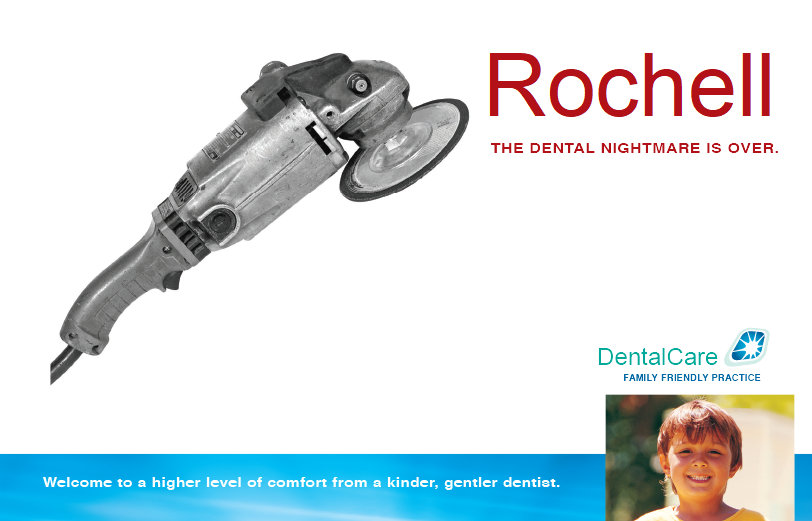 Rochell
THE DENTAL NIGHTMARE IS OVER.
DentalCare
FAMILY FRIENDLY PRACTICE
Welcome to a higher level of comfort from a kinder, gentler dentist.